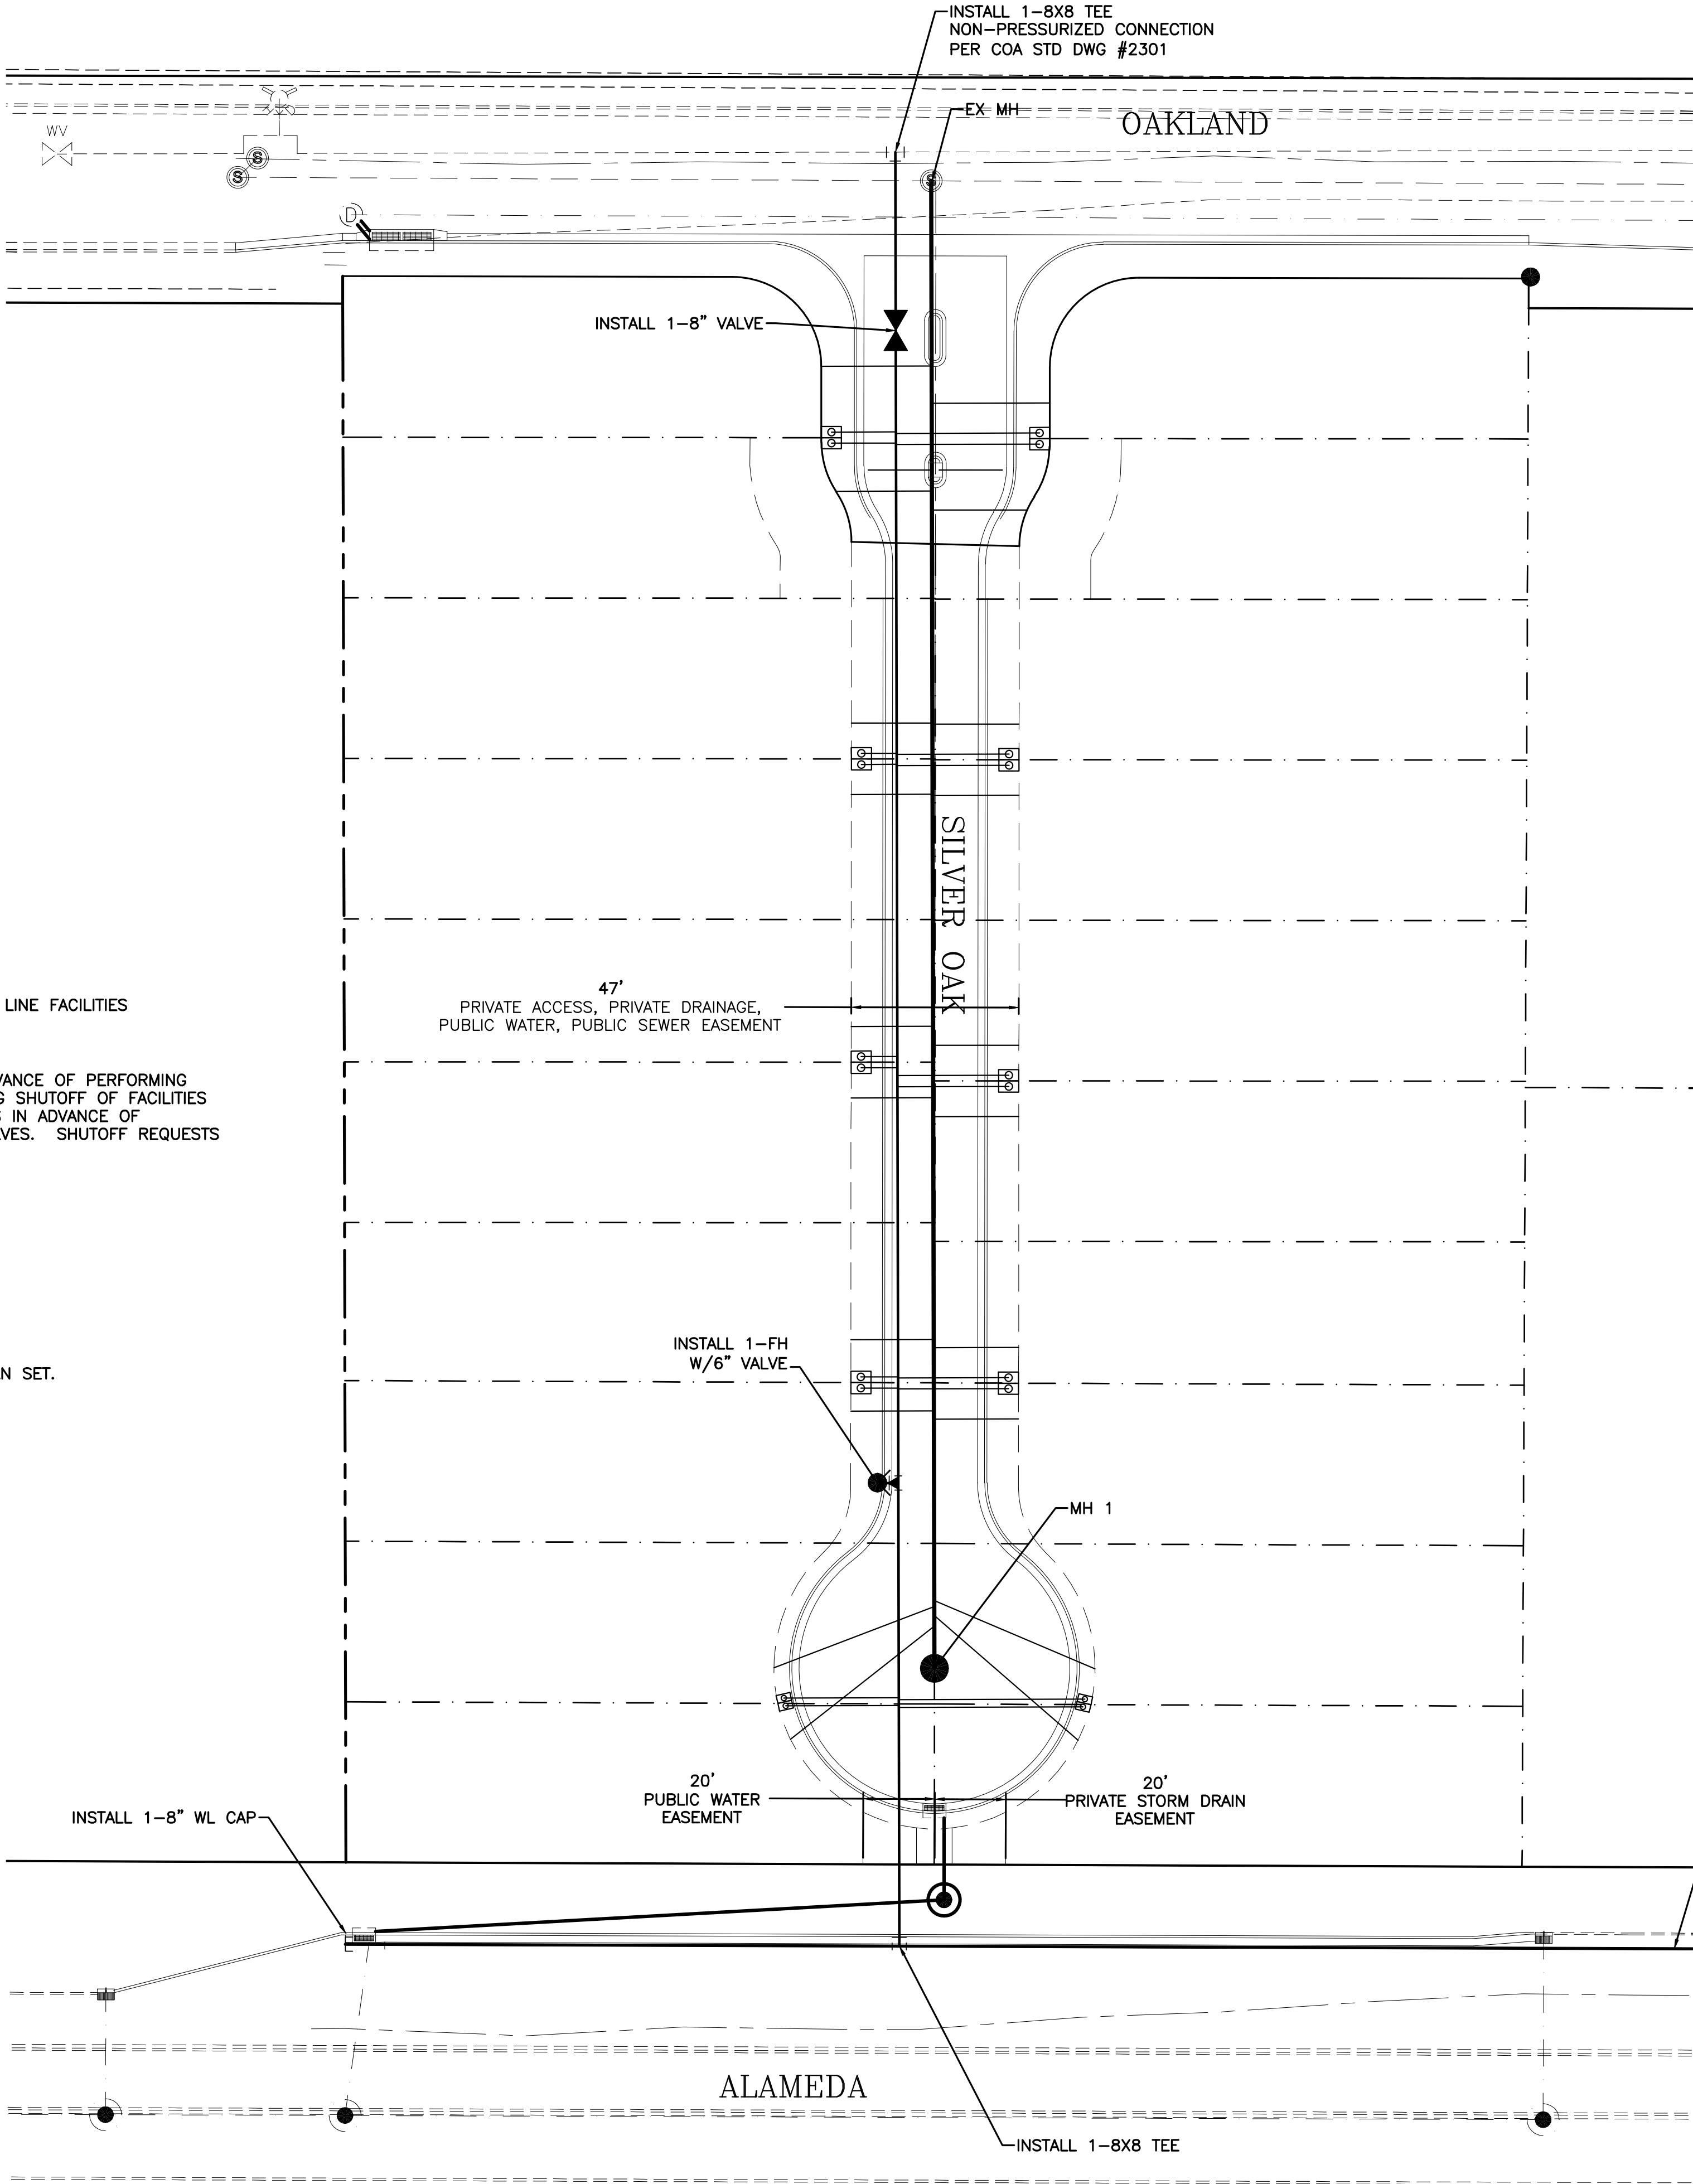 INSTALL 1-8X8 TEE
NON-PRESSURIZED CONNECTION
PER COA STD DWG #2301
EX MH
OAKLAND
WV
S
S
S
D
INSTALL 1-8" VALVE
SILVER OAK
47'
PRIVATE ACCESS, PRIVATE DRAINAGE,
PUBLIC WATER, PUBLIC SEWER EASEMENT
LINE FACILITIES
VANCE OF PERFORMING
G SHUTOFF OF FACILITIES
S IN ADVANCE OF
VES. SHUTOFF REQUESTS
INSTALL 1-FH
W/6" VALVE
N SET.
MH 1
20'
PUBLIC WATER
EASEMENT
20'
PRIVATE STORM DRAIN
EASEMENT
INSTALL 1-8" WL CAP
ALAMEDA
INSTALL 1-8X8 TEE